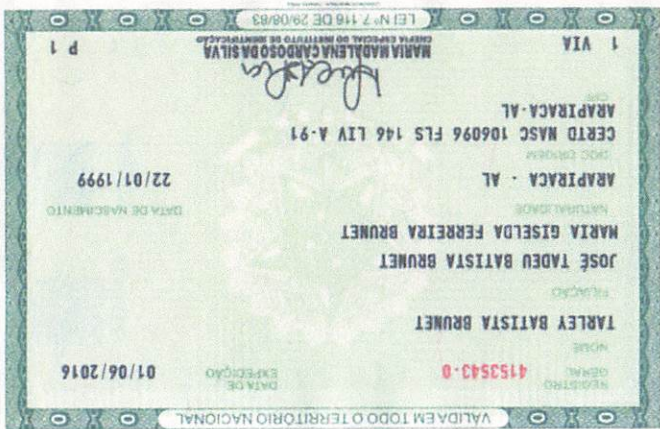 VÁLIDA EM TODO O TERRITÓRIO NACIONAL
REGISTRO GERAL 4153543-0 DATA DE EXPEDIÇÃO 01/06/2016
NOME
TARLEY BATISTA BRUNET
FILIAÇÃO
JOSÉ TADEU BATISTA BRUNET
MARIA GISELDA FERREIRA BRUNET
NATURALIDADE DATA DE NASCIMENTO
ARAPIRACA - AL 22/01/1999
DOC ORIGEM
CERTD NASC 106096 FLS 146 LIV A-91
ARAPIRACA-AL
CPF
MARIA MADALENA CARDOSO DA SILVA
1 VIA CHEFIA ESPECIAL DO INSTITUTO DE IDENTIFICAÇÃO P 1
LEI Nº 7.116 DE 29/08/83